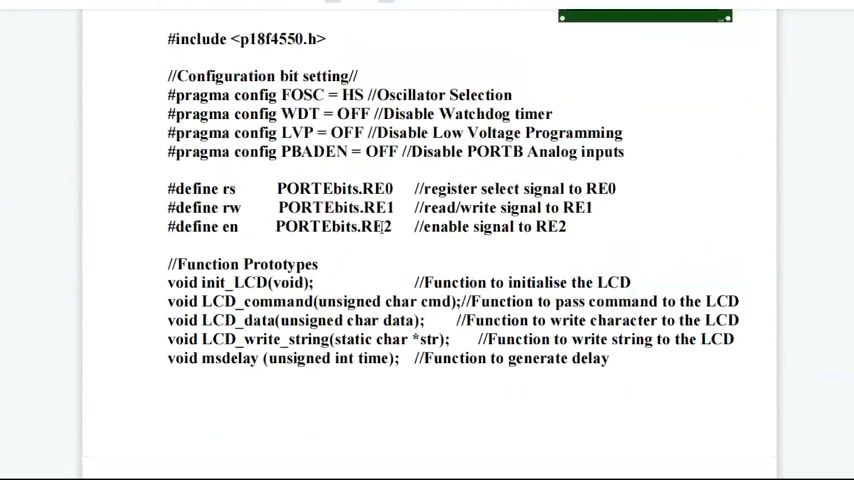 #include <p18f4550.h>
//Configuration bit setting//
#pragma config FOSC = HS //Oscillator Selection
#pragma config WDT = OFF //Disable Watchdog timer
#pragma config LVP = OFF //Disable Low Voltage Programming
#pragma config PBADEN = OFF //Disable PORTB Analog inputs
#define rs PORTEbits.RE0 //register select signal to RE0
#define rw PORTEbits.RE1 //read/write signal to RE1
#define en PORTEbits.RE2 //enable signal to RE2
//Function Prototypes
void init_LCD(void); //Function to initialise the LCD
void LCD_command(unsigned char cmd);//Function to pass command to the LCD
void LCD_data(unsigned char data); //Function to write character to the LCD
void LCD_write_string(static char *str); //Function to write string to the LCD
void msdelay (unsigned int time); //Function to generate delay